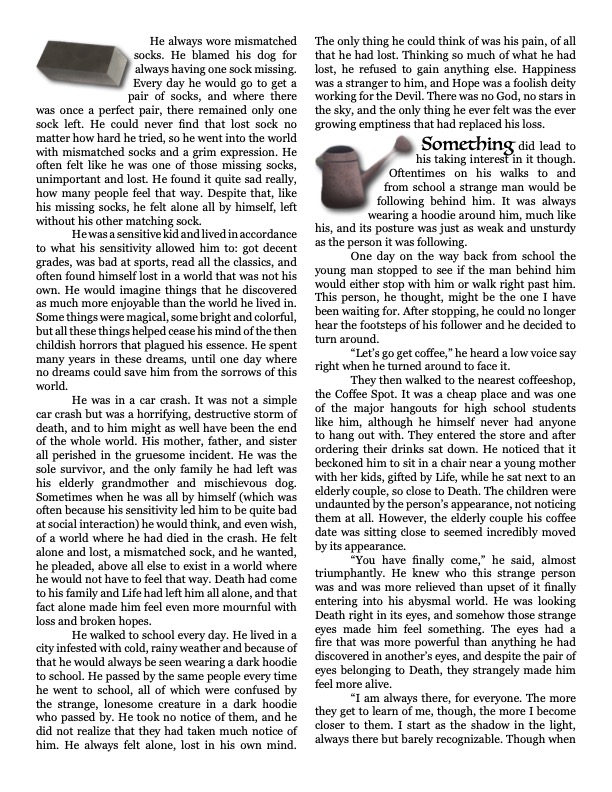 He always wore mismatched
socks. He blamed his dog for
always having one sock missing.
Every day he would go to get a
pair of socks, and where there
was once a perfect pair, there remained only one
sock left. He could never find that lost sock no
matter how hard he tried, so he went into the world
with mismatched socks and a grim expression. He
often felt like he was one of those missing socks,
unimportant and lost. He found it quite sad really,
how many people feel that way. Despite that, like
his missing socks, he felt alone all by himself, left
without his other matching sock.
He was a sensitive kid and lived in accordance
to what his sensitivity allowed him to: got decent
grades, was bad at sports, read all the classics, and
often found himself lost in a world that was not his
own. He would imagine things that he discovered
as much more enjoyable than the world he lived in.
Some things were magical, some bright and colorful,
but all these things helped cease his mind of the then
childish horrors that plagued his essence. He spent
many years in these dreams, until one day where
no dreams could save him from the sorrows of this
world.
He was in a car crash. It was not a simple
car crash but was a horrifying, destructive storm of
death, and to him might as well have been the end
of the whole world. His mother, father, and sister
all perished in the gruesome incident. He was the
sole survivor, and the only family he had left was
his elderly grandmother and mischievous dog.
Sometimes when he was all by himself (which was
often because his sensitivity led him to be quite bad
at social interaction) he would think, and even wish,
of a world where he had died in the crash. He felt
alone and lost, a mismatched sock, and he wanted,
he pleaded, above all else to exist in a world where
he would not have to feel that way. Death had come
to his family and Life had left him all alone, and that
fact alone made him feel even more mournful with
loss and broken hopes.
He walked to school every day. He lived in a
city infested with cold, rainy weather and because of
that he would always be seen wearing a dark hoodie
to school. He passed by the same people every time
he went to school, all of which were confused by
the strange, lonesome creature in a dark hoodie
who passed by. He took no notice of them, and he
did not realize that they had taken much notice of
him. He always felt alone, lost in his own mind.
The only thing he could think of was his pain, of all
that he had lost. Thinking so much of what he had
lost, he refused to gain anything else. Happiness
was a stranger to him, and Hope was a foolish deity
working for the Devil. There was no God, no stars in
the sky, and the only thing he ever felt was the ever
growing emptiness that had replaced his loss.
Something did lead to
his taking interest in it though.
Oftentimes on his walks to and
from school a strange man would be
following behind him. It was always
wearing a hoodie around him, much like
his, and its posture was just as weak and unsturdy
as the person it was following.
One day on the way back from school the
young man stopped to see if the man behind him
would either stop with him or walk right past him.
This person, he thought, might be the one I have
been waiting for. After stopping, he could no longer
hear the footsteps of his follower and he decided to
turn around.
“Let’s go get coffee,” he heard a low voice say
right when he turned around to face it.
They then walked to the nearest coffeeshop,
the Coffee Spot. It was a cheap place and was one
of the major hangouts for high school students
like him, although he himself never had anyone
to hang out with. They entered the store and after
ordering their drinks sat down. He noticed that it
beckoned him to sit in a chair near a young mother
with her kids, gifted by Life, while he sat next to an
elderly couple, so close to Death. The children were
undaunted by the person’s appearance, not noticing
them at all. However, the elderly couple his coffee
date was sitting close to seemed incredibly moved
by its appearance.
“You have finally come,” he said, almost
triumphantly. He knew who this strange person
was and was more relieved than upset of it finally
entering into his abysmal world. He was looking
Death right in its eyes, and somehow those strange
eyes made him feel something. The eyes had a
fire that was more powerful than anything he had
discovered in another’s eyes, and despite the pair of
eyes belonging to Death, they strangely made him
feel more alive.
“I am always there, for everyone. The more
they get to learn of me, though, the more I become
closer to them. I start as the shadow in the light,
always there but barely recognizable. Though when